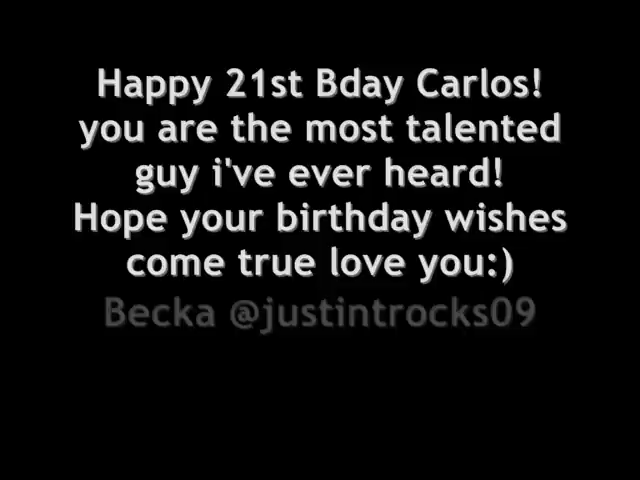 Happy 21st Bday Carlos!
you are the most talented
guy i've ever heard!
Hope your birthday wishes
come true love you:)
Becka @justintrocks09